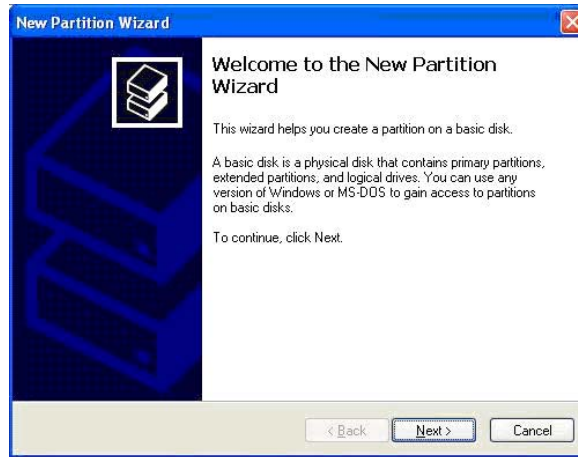 New Partition Wizard
Welcome to the New Partition
Wizard
This wizard helps you create a partition on a basic disk.
A basic disk is a physical disk that contains primary partitions,
extended partitions, and logical drives. You can use any
version of Windows or MS-DOS to gain access to partitions
on basic disks.
To continue, click Next.
< Back Next > Cancel